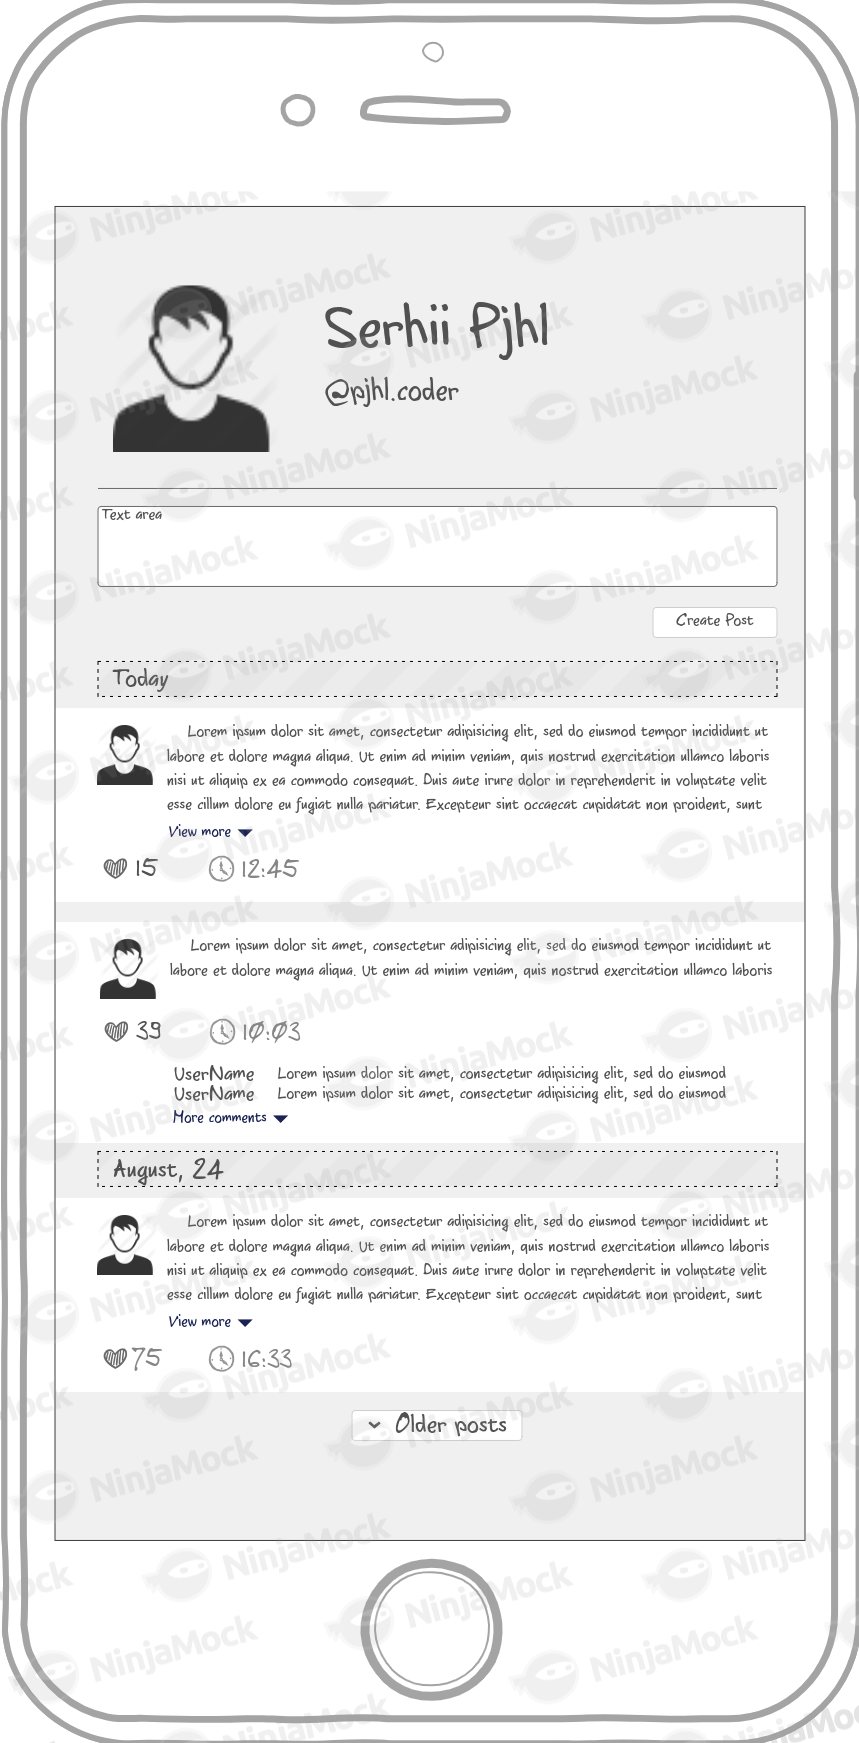 Serhii Pjhl
@pjhl.coder
Text area
Create Post
Today
Lorem ipsum dolor sit amet, consectetur adipisicing elit, sed do eiusmod tempor incididunt ut
labore et dolore magna aliqua. Ut enim ad minim veniam, quis nostrud exercitation ullamco laboris
nisi ut aliquip ex ea commodo consequat. Duis aute irure dolor in reprehenderit in voluptate velit
esse cillum dolore eu fugiat nulla pariatur. Excepteur sint occaecat cupidatat non proident, sunt
View more
15 12:45
Lorem ipsum dolor sit amet, consectetur adipisicing elit, sed do eiusmod tempor incididunt ut
labore et dolore magna aliqua. Ut enim ad minim veniam, quis nostrud exercitation ullamco laboris
39 10:03
UserName Lorem ipsum dolor sit amet, consectetur adipisicing elit, sed do eiusmod
UserName Lorem ipsum dolor sit amet, consectetur adipisicing elit, sed do eiusmod
More comments
August, 24
Lorem ipsum dolor sit amet, consectetur adipisicing elit, sed do eiusmod tempor incididunt ut
labore et dolore magna aliqua. Ut enim ad minim veniam, quis nostrud exercitation ullamco laboris
nisi ut aliquip ex ea commodo consequat. Duis aute irure dolor in reprehenderit in voluptate velit
esse cillum dolore eu fugiat nulla pariatur. Excepteur sint occaecat cupidatat non proident, sunt
View more
75 16:33
Older posts
NinjaMock